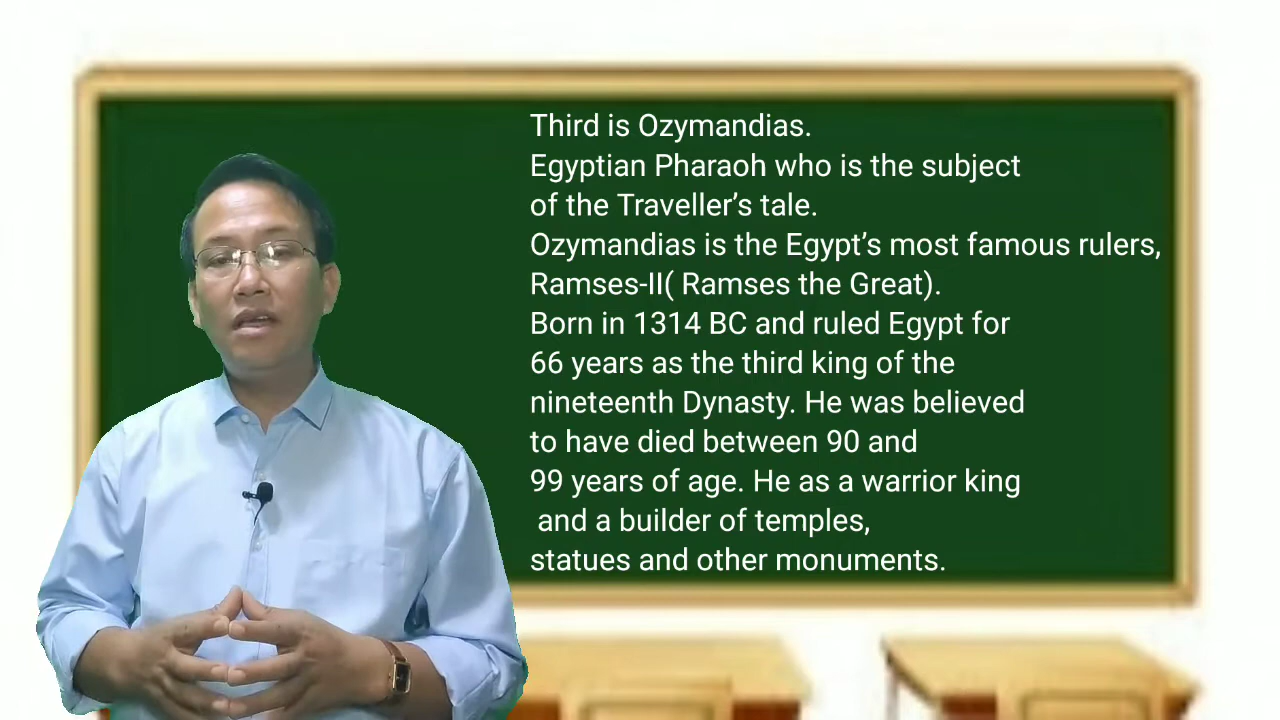 Third is Ozymandias.
Egyptian Pharaoh who is the subject
of the Traveller’s tale.
Ozymandias is the Egypt’s most famous rulers,
Ramses-II( Ramses the Great).
Born in 1314 BC and ruled Egypt for
66 years as the third king of the
nineteenth Dynasty. He was believed
to have died between 90 and
99 years of age. He as a warrior king
and a builder of temples,
statues and other monuments.